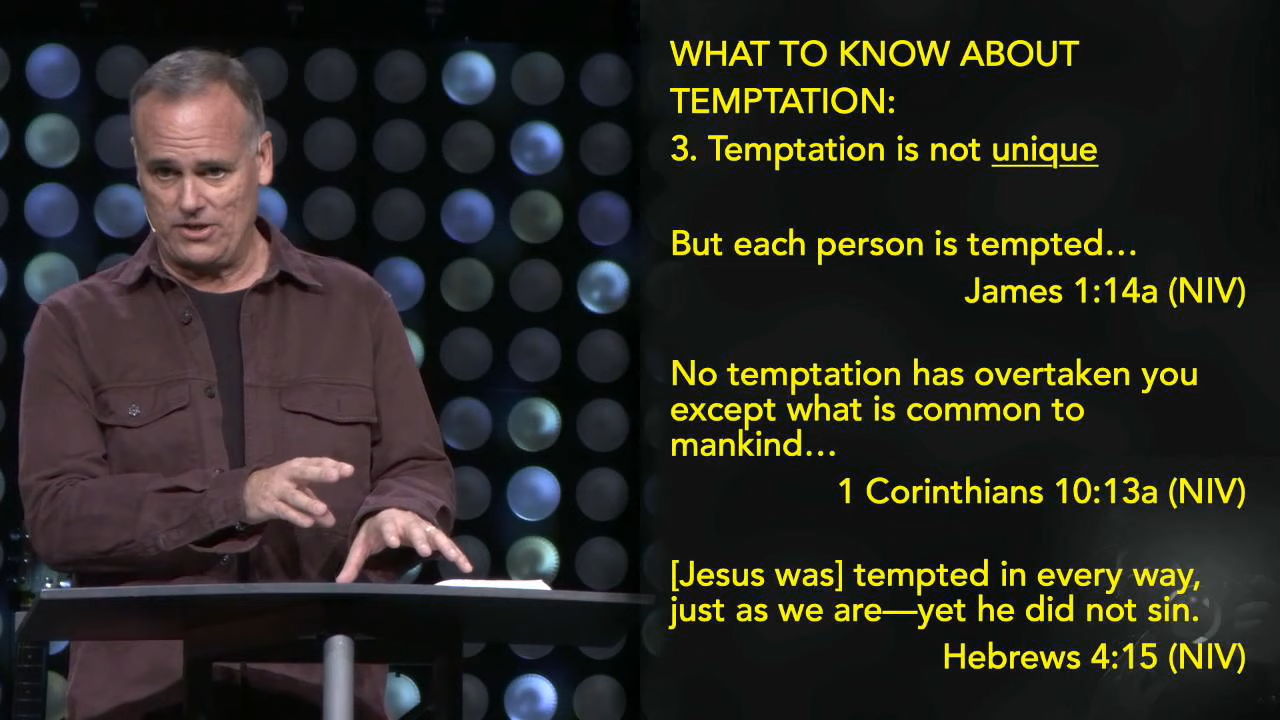 WHAT TO KNOW ABOUT
TEMPTATION:
3. Temptation is not unique
But each person is tempted…
James 1:14a (NIV)
No temptation has overtaken you
except what is common to
mankind…
1 Corinthians 10:13a (NIV)
[Jesus was] tempted in every way,
just as we are—yet he did not sin.
Hebrews 4:15 (NIV)